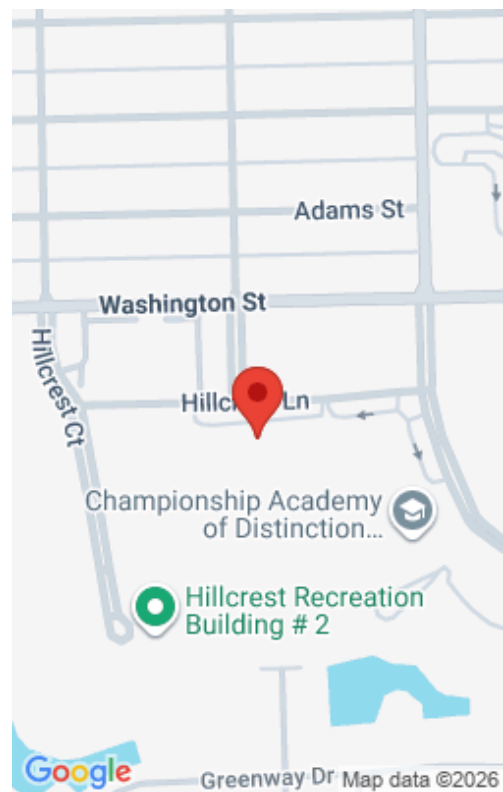 Adams St
Washington St
Hillcrest Ct
Ln
Championship Academy
of Distinction...
Hillcrest Recreation
Building # 2
Google
Greenway Dr
Map data ©2026